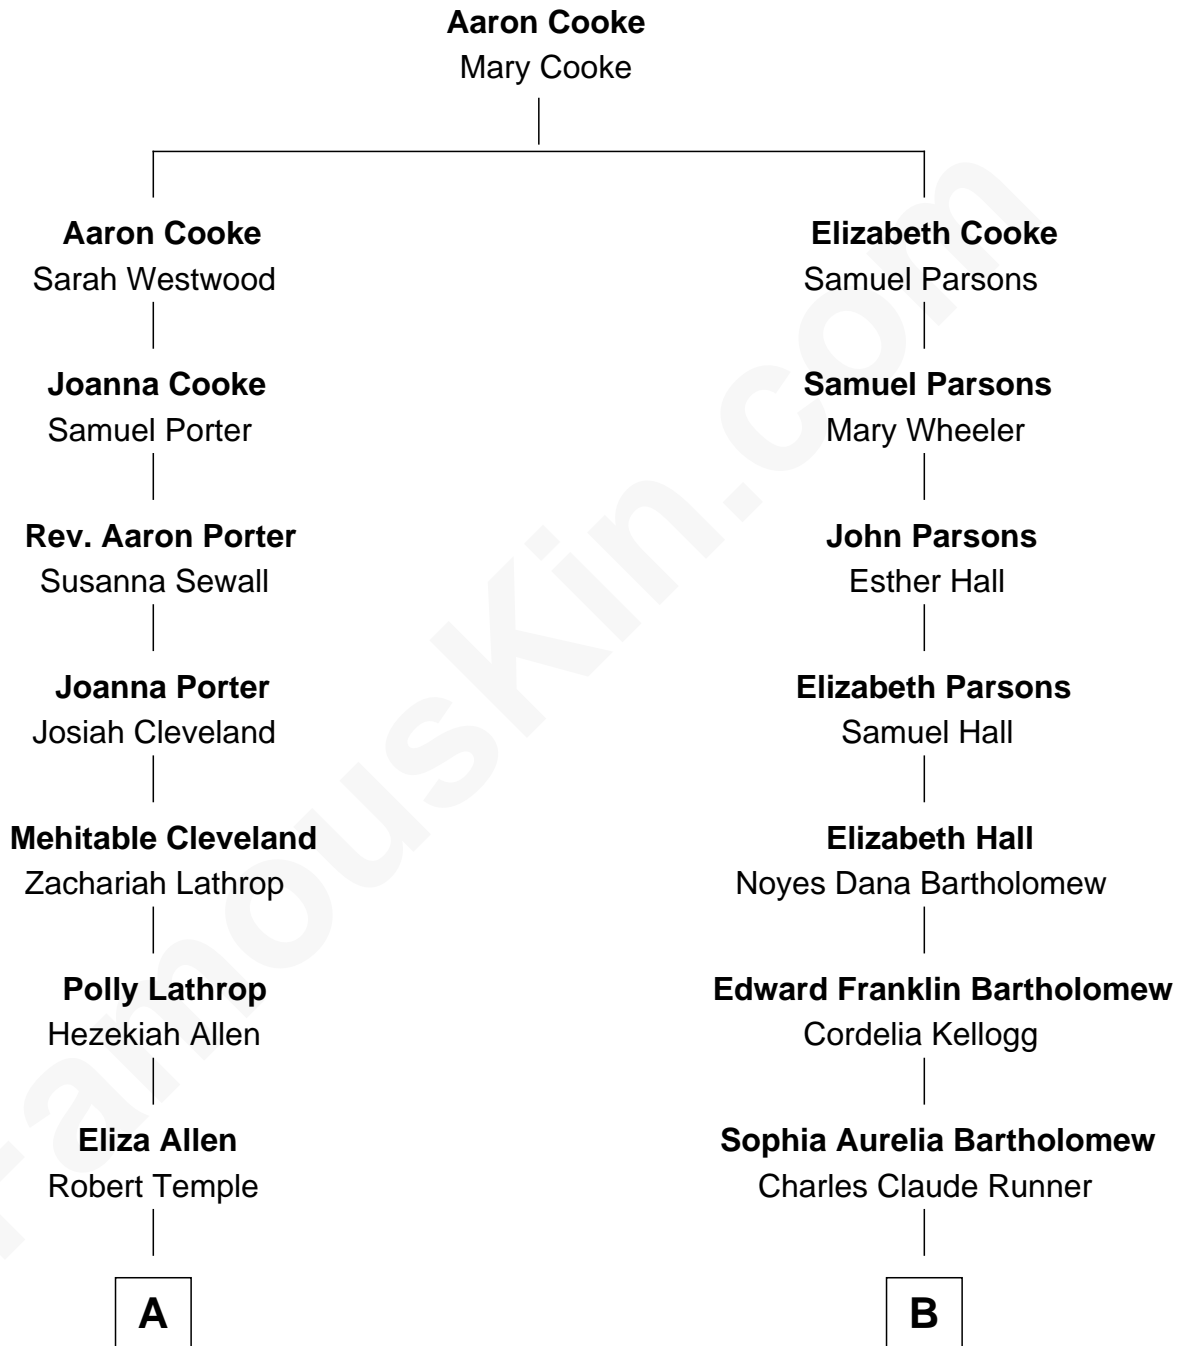 Aaron Cooke
Mary Cooke
Aaron Cooke
Sarah Westwood
Elizabeth Cooke
Samuel Parsons
Joanna Cooke
Samuel Porter
Samuel Parsons
Mary Wheeler
Rev. Aaron Porter
Susanna Sewall
John Parsons
Esther Hall
Joanna Porter
Josiah Cleveland
Elizabeth Parsons
Samuel Hall
Mehitable Cleveland
Zachariah Lathrop
Elizabeth Hall
Noyes Dana Bartholomew
Polly Lathrop
Hezekiah Allen
Edward Franklin Bartholomew
Cordelia Kellogg
Eliza Allen
Robert Temple
Sophia Aurelia Bartholomew
Charles Claude Runner
A
B
FamousKin.com